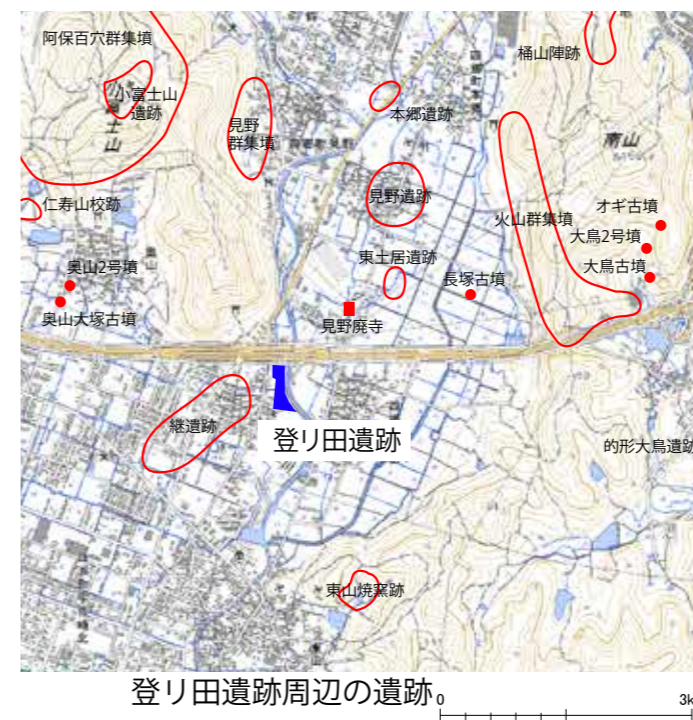 阿保百穴群集墳
桶山陣跡
小富士山
遺跡
見野
群集墳
本郷遺跡
南山
見野遺跡
仁寿山校跡
火山群集墳
オギ古墳
大鳥2号墳
大鳥古墳
東土居遺跡
長塚古墳
奥山2号墳
奥山大塚古墳
見野廃寺
継遺跡
登リ田遺跡
的形大鳥遺跡
東山焼窯跡
登リ田遺跡周辺の遺跡
0
3k